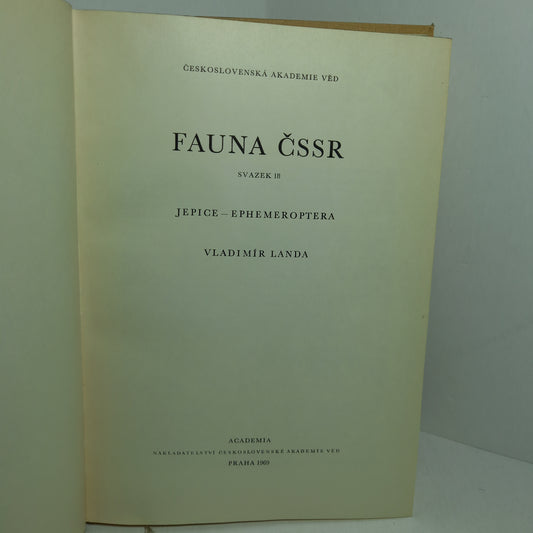 ČESKOSLOVENSKÁ AKADEMIE VĚD
FAUNA ČSSR
SVAZEK 18
JEPICE – EPHEMEROPTERA
VLADIMÍR LANDA
ACADEMIA
NAKLADATELSTVÍ ČESKOSLOVENSKÉ AKADEMIE VĚD
PRAHA 1969